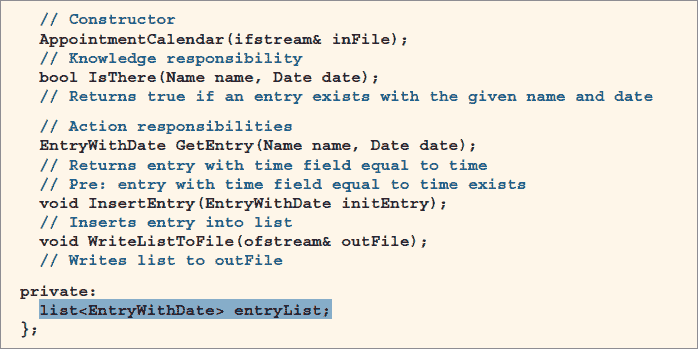 // Constructor
AppointmentCalendar(ifstream& inFile);
// Knowledge responsibility
bool IsThere(Name name, Date date);
// Returns true if an entry exists with the given name and date
// Action responsibilities
EntryWithDate GetEntry(Name name, Date date);
// Returns entry with time field equal to time
// Pre: entry with time field equal to time exists
void InsertEntry(EntryWithDate initEntry);
// Inserts entry into list
void WriteListToFile(ofstream& outFile);
// Writes list to outFile
private:
list<EntryWithDate> entryList;
};